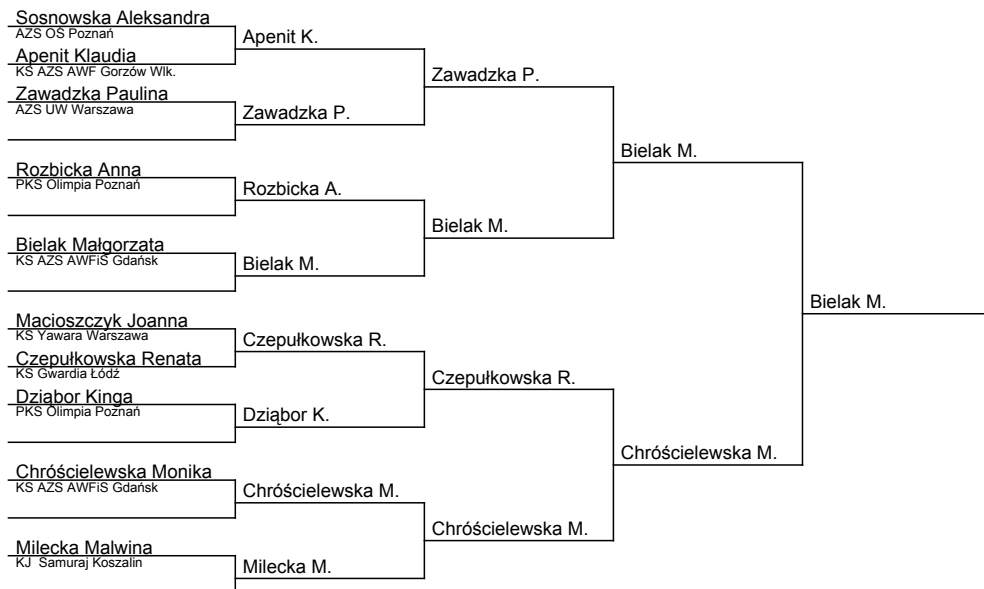 Sosnowska Aleksandra
AZS OŚ Poznań
Apenit K.
Apenit Klaudia
KS AZS AWF Gorzów Wlk.
Zawadzka P.
Zawadzka Paulina
AZS UW Warszawa
Zawadzka P.
Bielak M.
Rozbicka Anna
PKS Olimpia Poznań
Rozbicka A.
Bielak M.
Bielak Małgorzata
KS AZS AWFiS Gdańsk
Bielak M.
Bielak M.
Macioszczyk Joanna
KS Yawara Warszawa
Czepułkowska R.
Czepułkowska Renata
KS Gwardia Łódź
Czepułkowska R.
Dziąbor Kinga
PKS Olimpia Poznań
Dziąbor K.
Chróścielewska M.
Chróścielewska Monika
KS AZS AWFiS Gdańsk
Chróścielewska M.
Chróścielewska M.
Milecka Malwina
KJ Samuraj Koszalin
Milecka M.